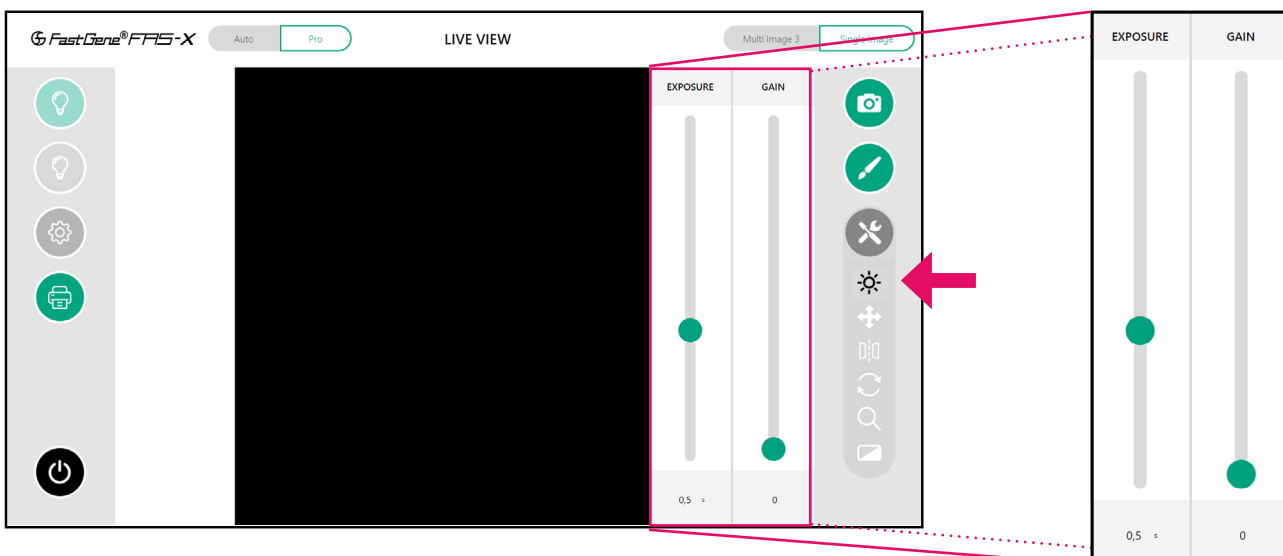 FastGene® FAS-X
Auto
Pro
LIVE VIEW
Multi Image 3
Single Image
EXPOSURE GAIN
0,5 s 0
EXPOSURE GAIN
0,5 s 0